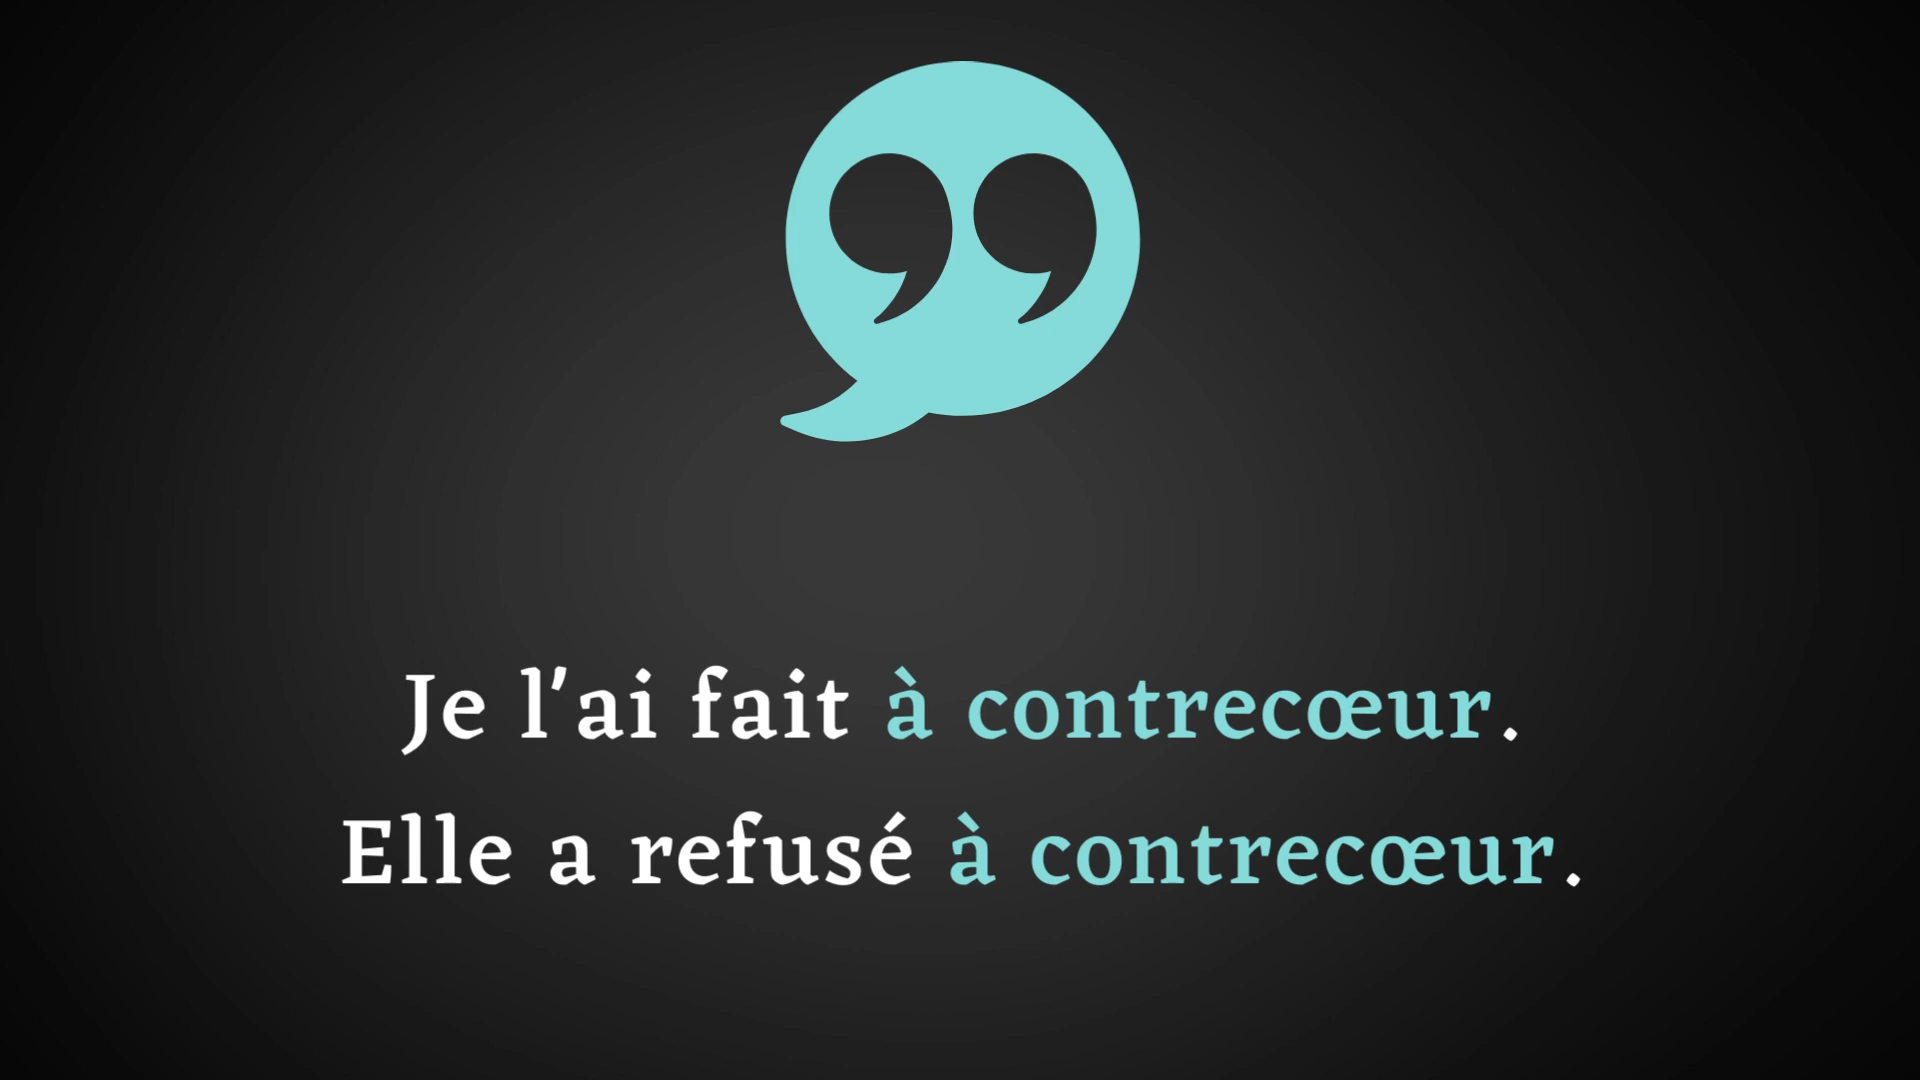 Je l'ai fait à contrecœur.
Elle a refusé à contrecœur.